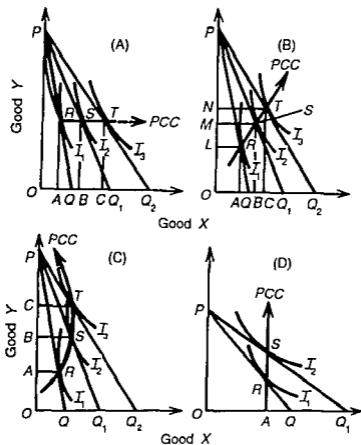 (A)
P
Good Y
R
S
T
PCC
I1
I2
I3
O
A
Q
B
C
Q1
Q2
(B)
PCC
P
N
M
L
T
S
R
I1
I2
I3
O
A
Q
B
C
Q1
Q2
Good X
(C)
PCC
P
Good Y
C
B
A
T
S
R
I1
I2
I3
O
Q
Q1
Q2
(D)
PCC
P
S
R
I2
I1
O
A
Q
Q1
Good X